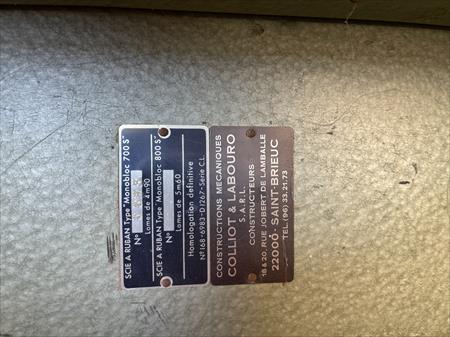 SCIE A RUBAN Type "Monobloc 700 S"
N°
Lames de 4m90
SCIE A RUBAN Type "Monobloc 800 S"
N°
Lames de 5m60
Homologation définitive
N° 168-6983-D1267-Série C.L.
CONSTRUCTIONS MECANIQUES
COLLIOT & LABOURO
S.A.R.L.
CONSTRUCTEURS
18 & 20, RUE JOBERT DE LAMBALLE
22000 - SAINT-BRIEUC
TEL. (96) 33.21.73